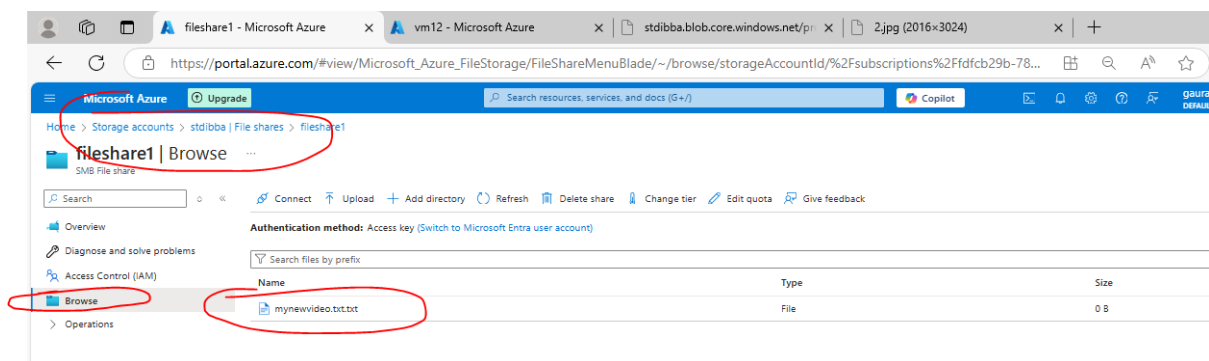 fileshare1 - Microsoft Azure
vm12 - Microsoft Azure
stdibba.blob.core.windows.net/pri
2.jpg (2016×3024)
https://portal.azure.com/#view/Microsoft_Azure_FileStorage/FileShareMenuBlade/~/browse/storageAccountId/%2Fsubscriptions%2Ffdfcb29b-78...
Microsoft Azure
Upgrade
Search resources, services, and docs (G+/)
Copilot
gaura
DEFAUL
Home > Storage accounts > stdibba | File shares > fileshare1
fileshare1 | Browse ...
SMB File share
Search
Connect Upload Add directory Refresh Delete share Change tier Edit quota Give feedback
Overview
Authentication method: Access key (Switch to Microsoft Entra user account)
Diagnose and solve problems
Search files by prefix
Access Control (IAM)
Name Type Size
Browse
mynewvideo.txt.txt File 0 B
Operations